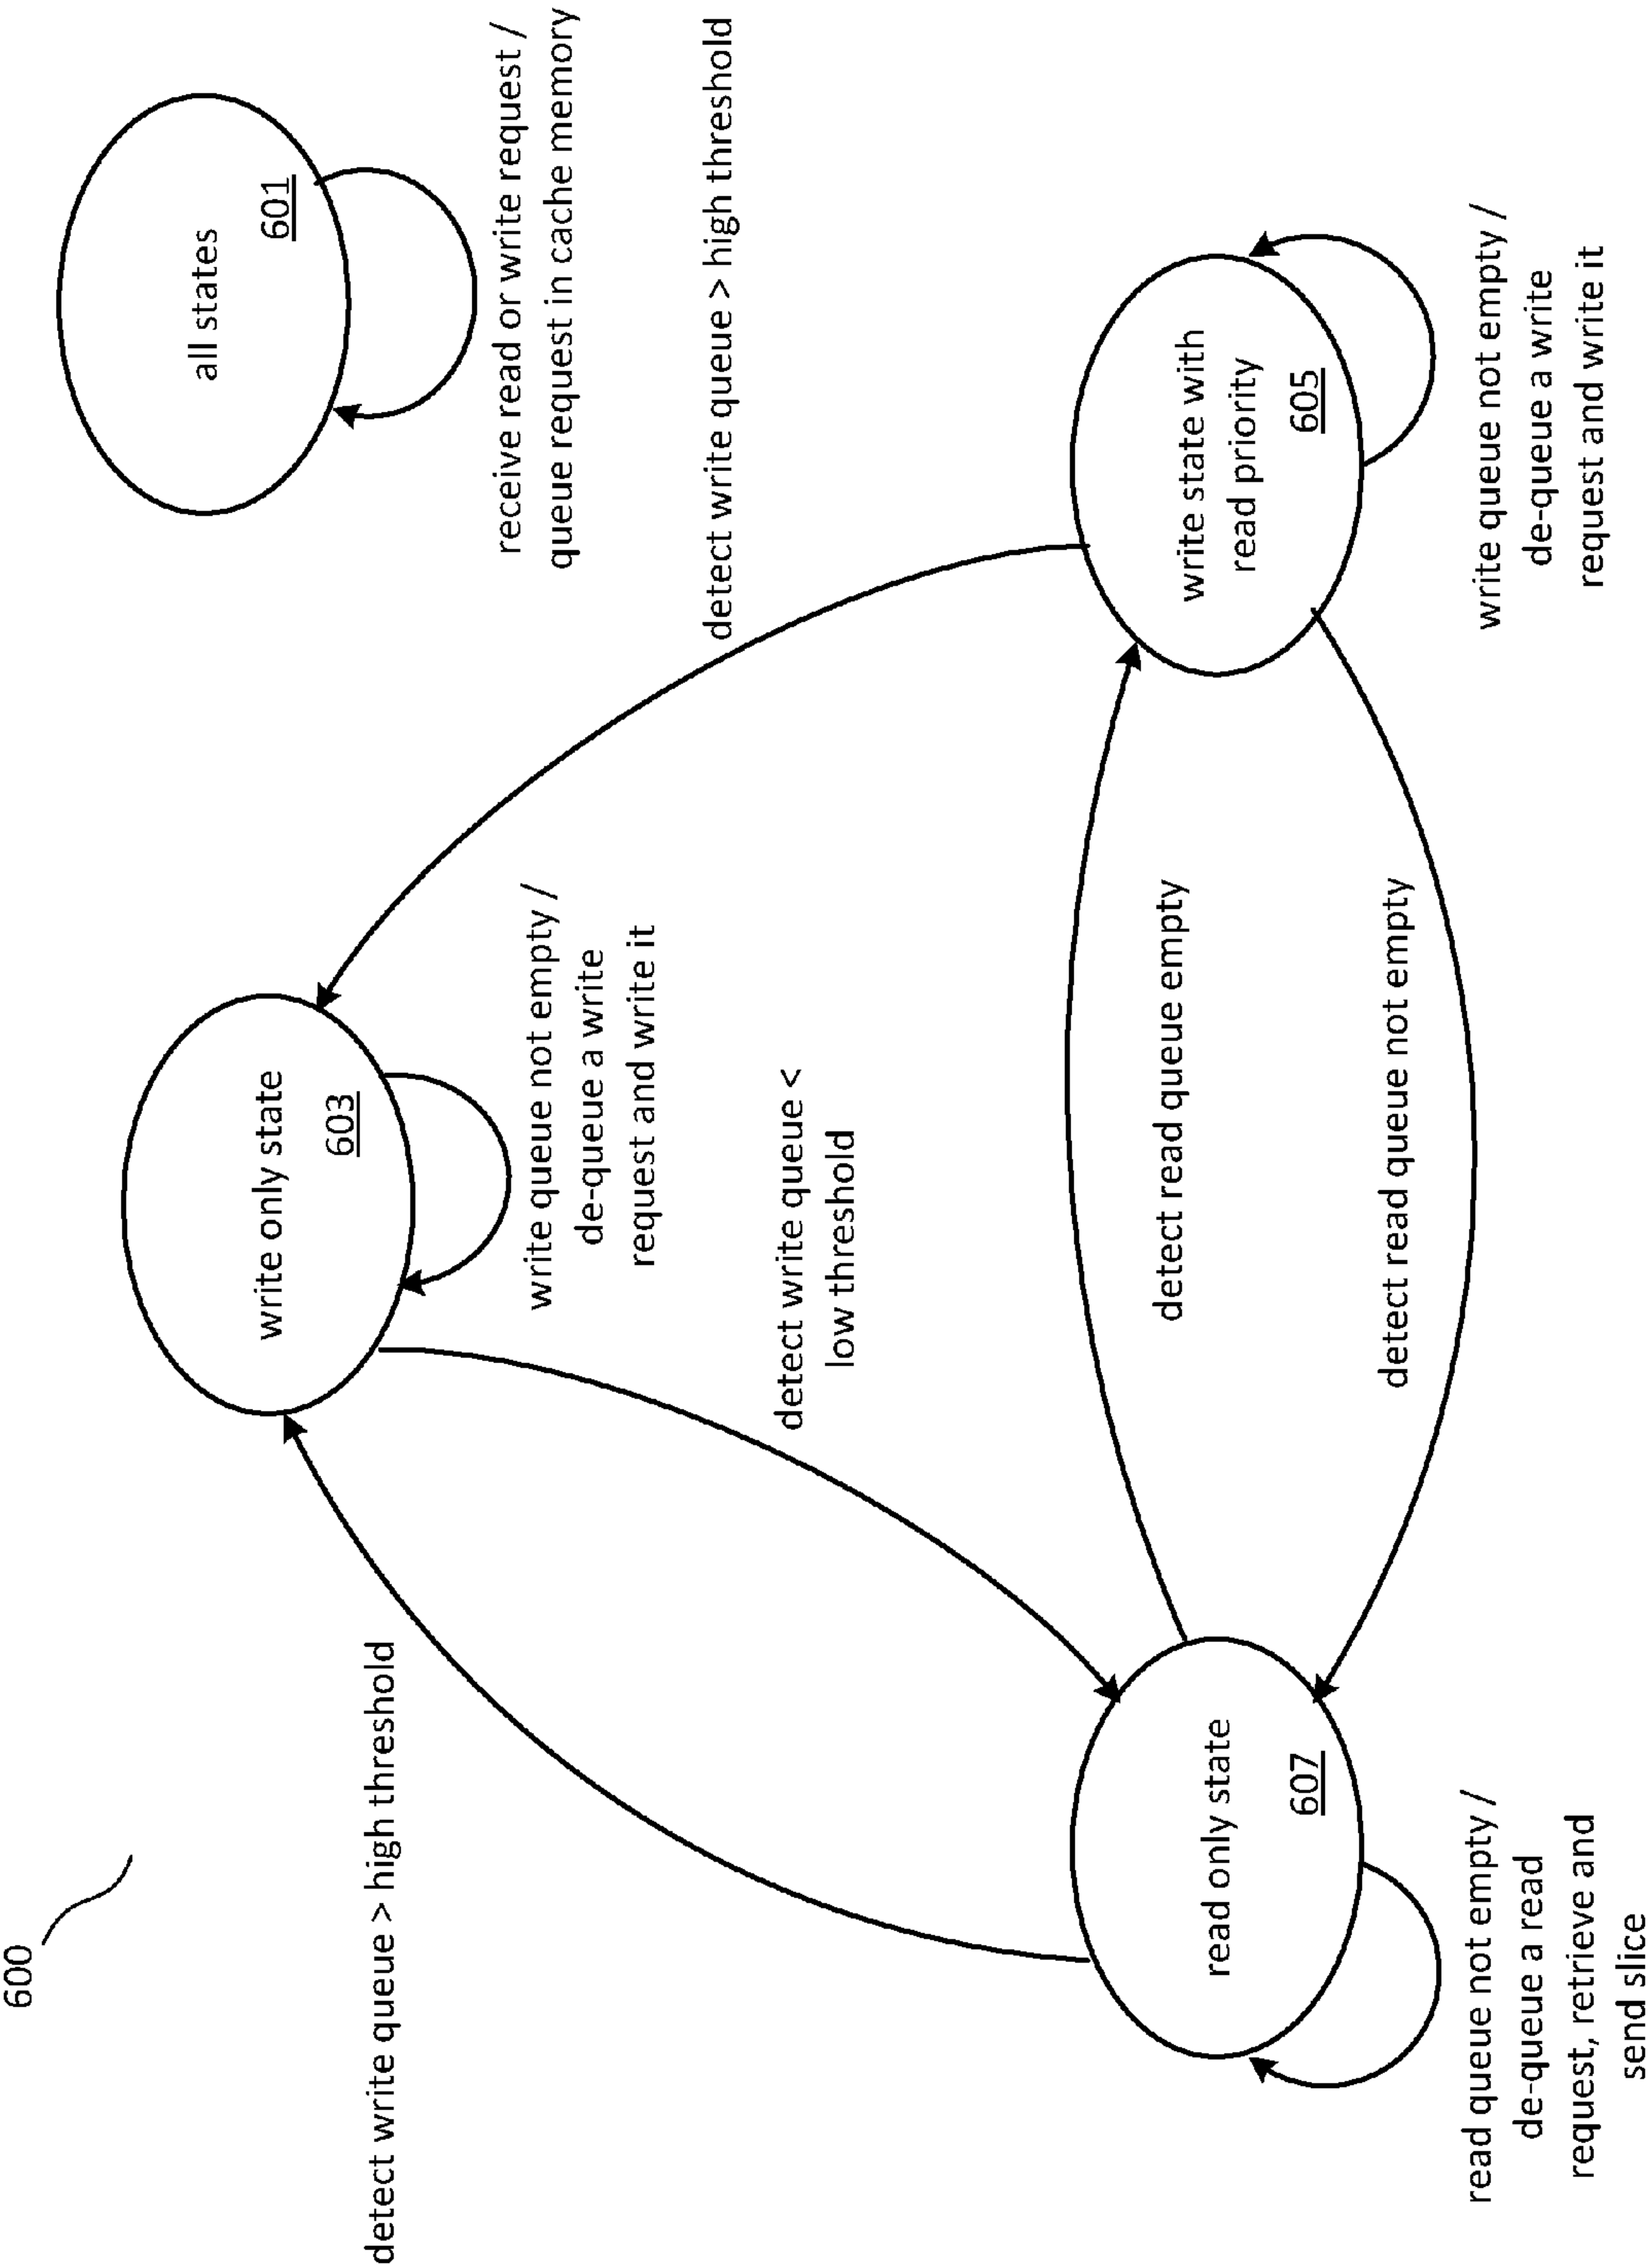 600
all states
601
receive read or write request /
queue request in cache memory
write only state
603
write queue not empty /
de-queue a write
request and write it
detect write queue > high threshold
detect write queue > high threshold
detect write queue <
low threshold
read only state
607
read queue not empty /
de-queue a read
request, retrieve and
send slice
detect read queue empty
detect read queue not empty
write state with
read priority
605
write queue not empty /
de-queue a write
request and write it